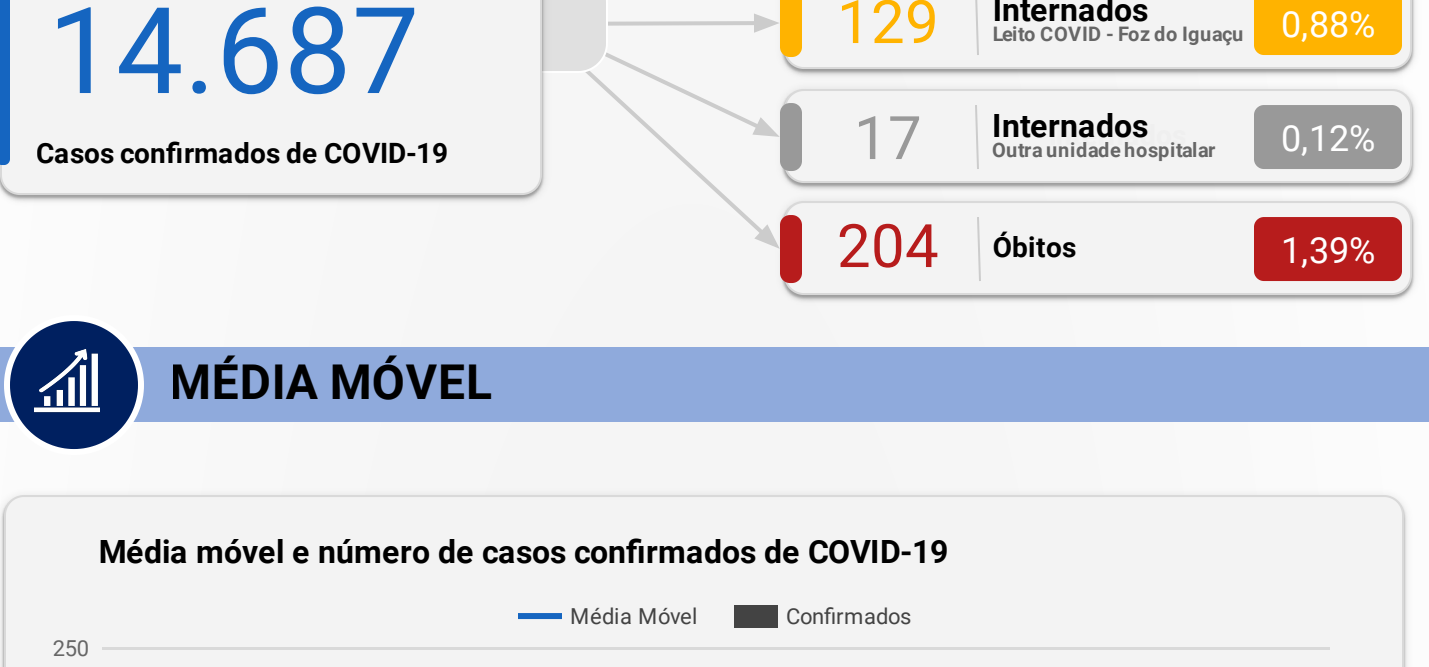 14.687
Casos confirmados de COVID-19
129
Internados
Leito COVID - Foz do Iguaçu
0,88%
17
Internados
Outra unidade hospitalar
0,12%
204
Óbitos
1,39%
MÉDIA MÓVEL
Média móvel e número de casos confirmados de COVID-19
Média Móvel
Confirmados
250